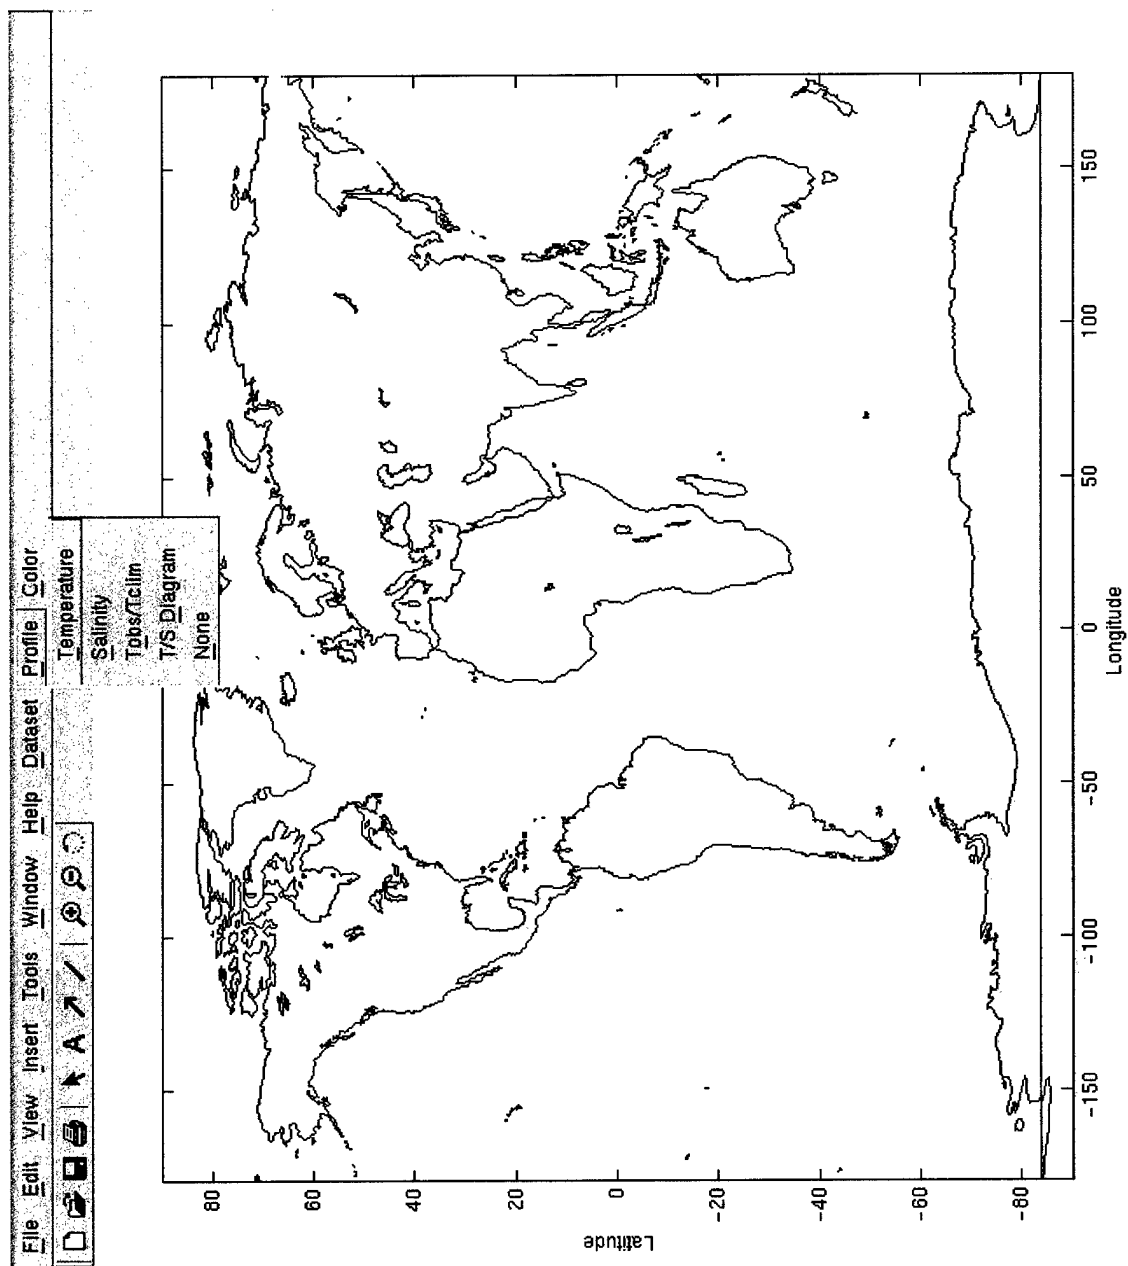 File Edit View Insert Tools Window Help Dataset Profile Color
Temperature
Salinity
Tobs/Tclim
T/S Diagram
None
A
80
60
40
20
0
-20
-40
-60
-80
Latitude
-150 -100 -50 0 50 100 150
Longitude